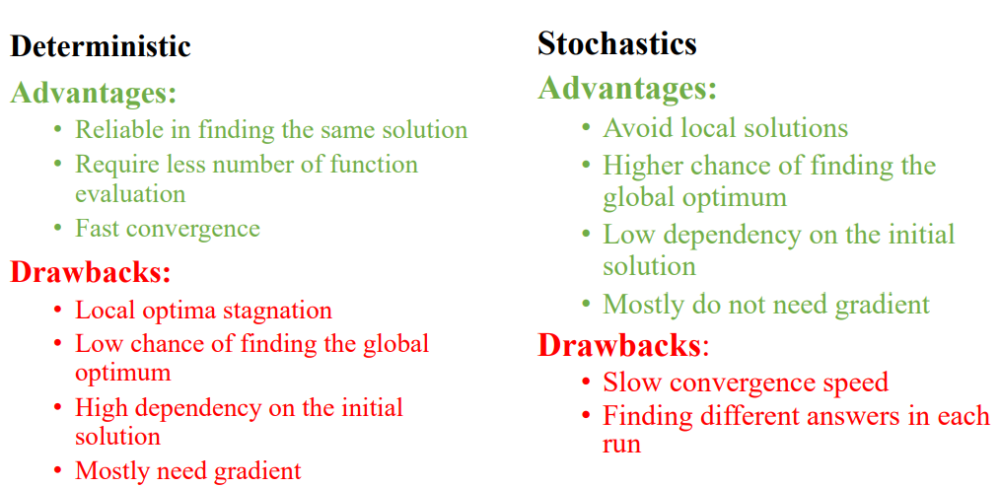 Deterministic
Advantages:
• Reliable in finding the same solution
• Require less number of function
evaluation
• Fast convergence
Drawbacks:
• Local optima stagnation
• Low chance of finding the global
optimum
• High dependency on the initial
solution
• Mostly need gradient
Stochastics
Advantages:
• Avoid local solutions
• Higher chance of finding the
global optimum
• Low dependency on the initial
solution
• Mostly do not need gradient
Drawbacks:
• Slow convergence speed
• Finding different answers in each
run